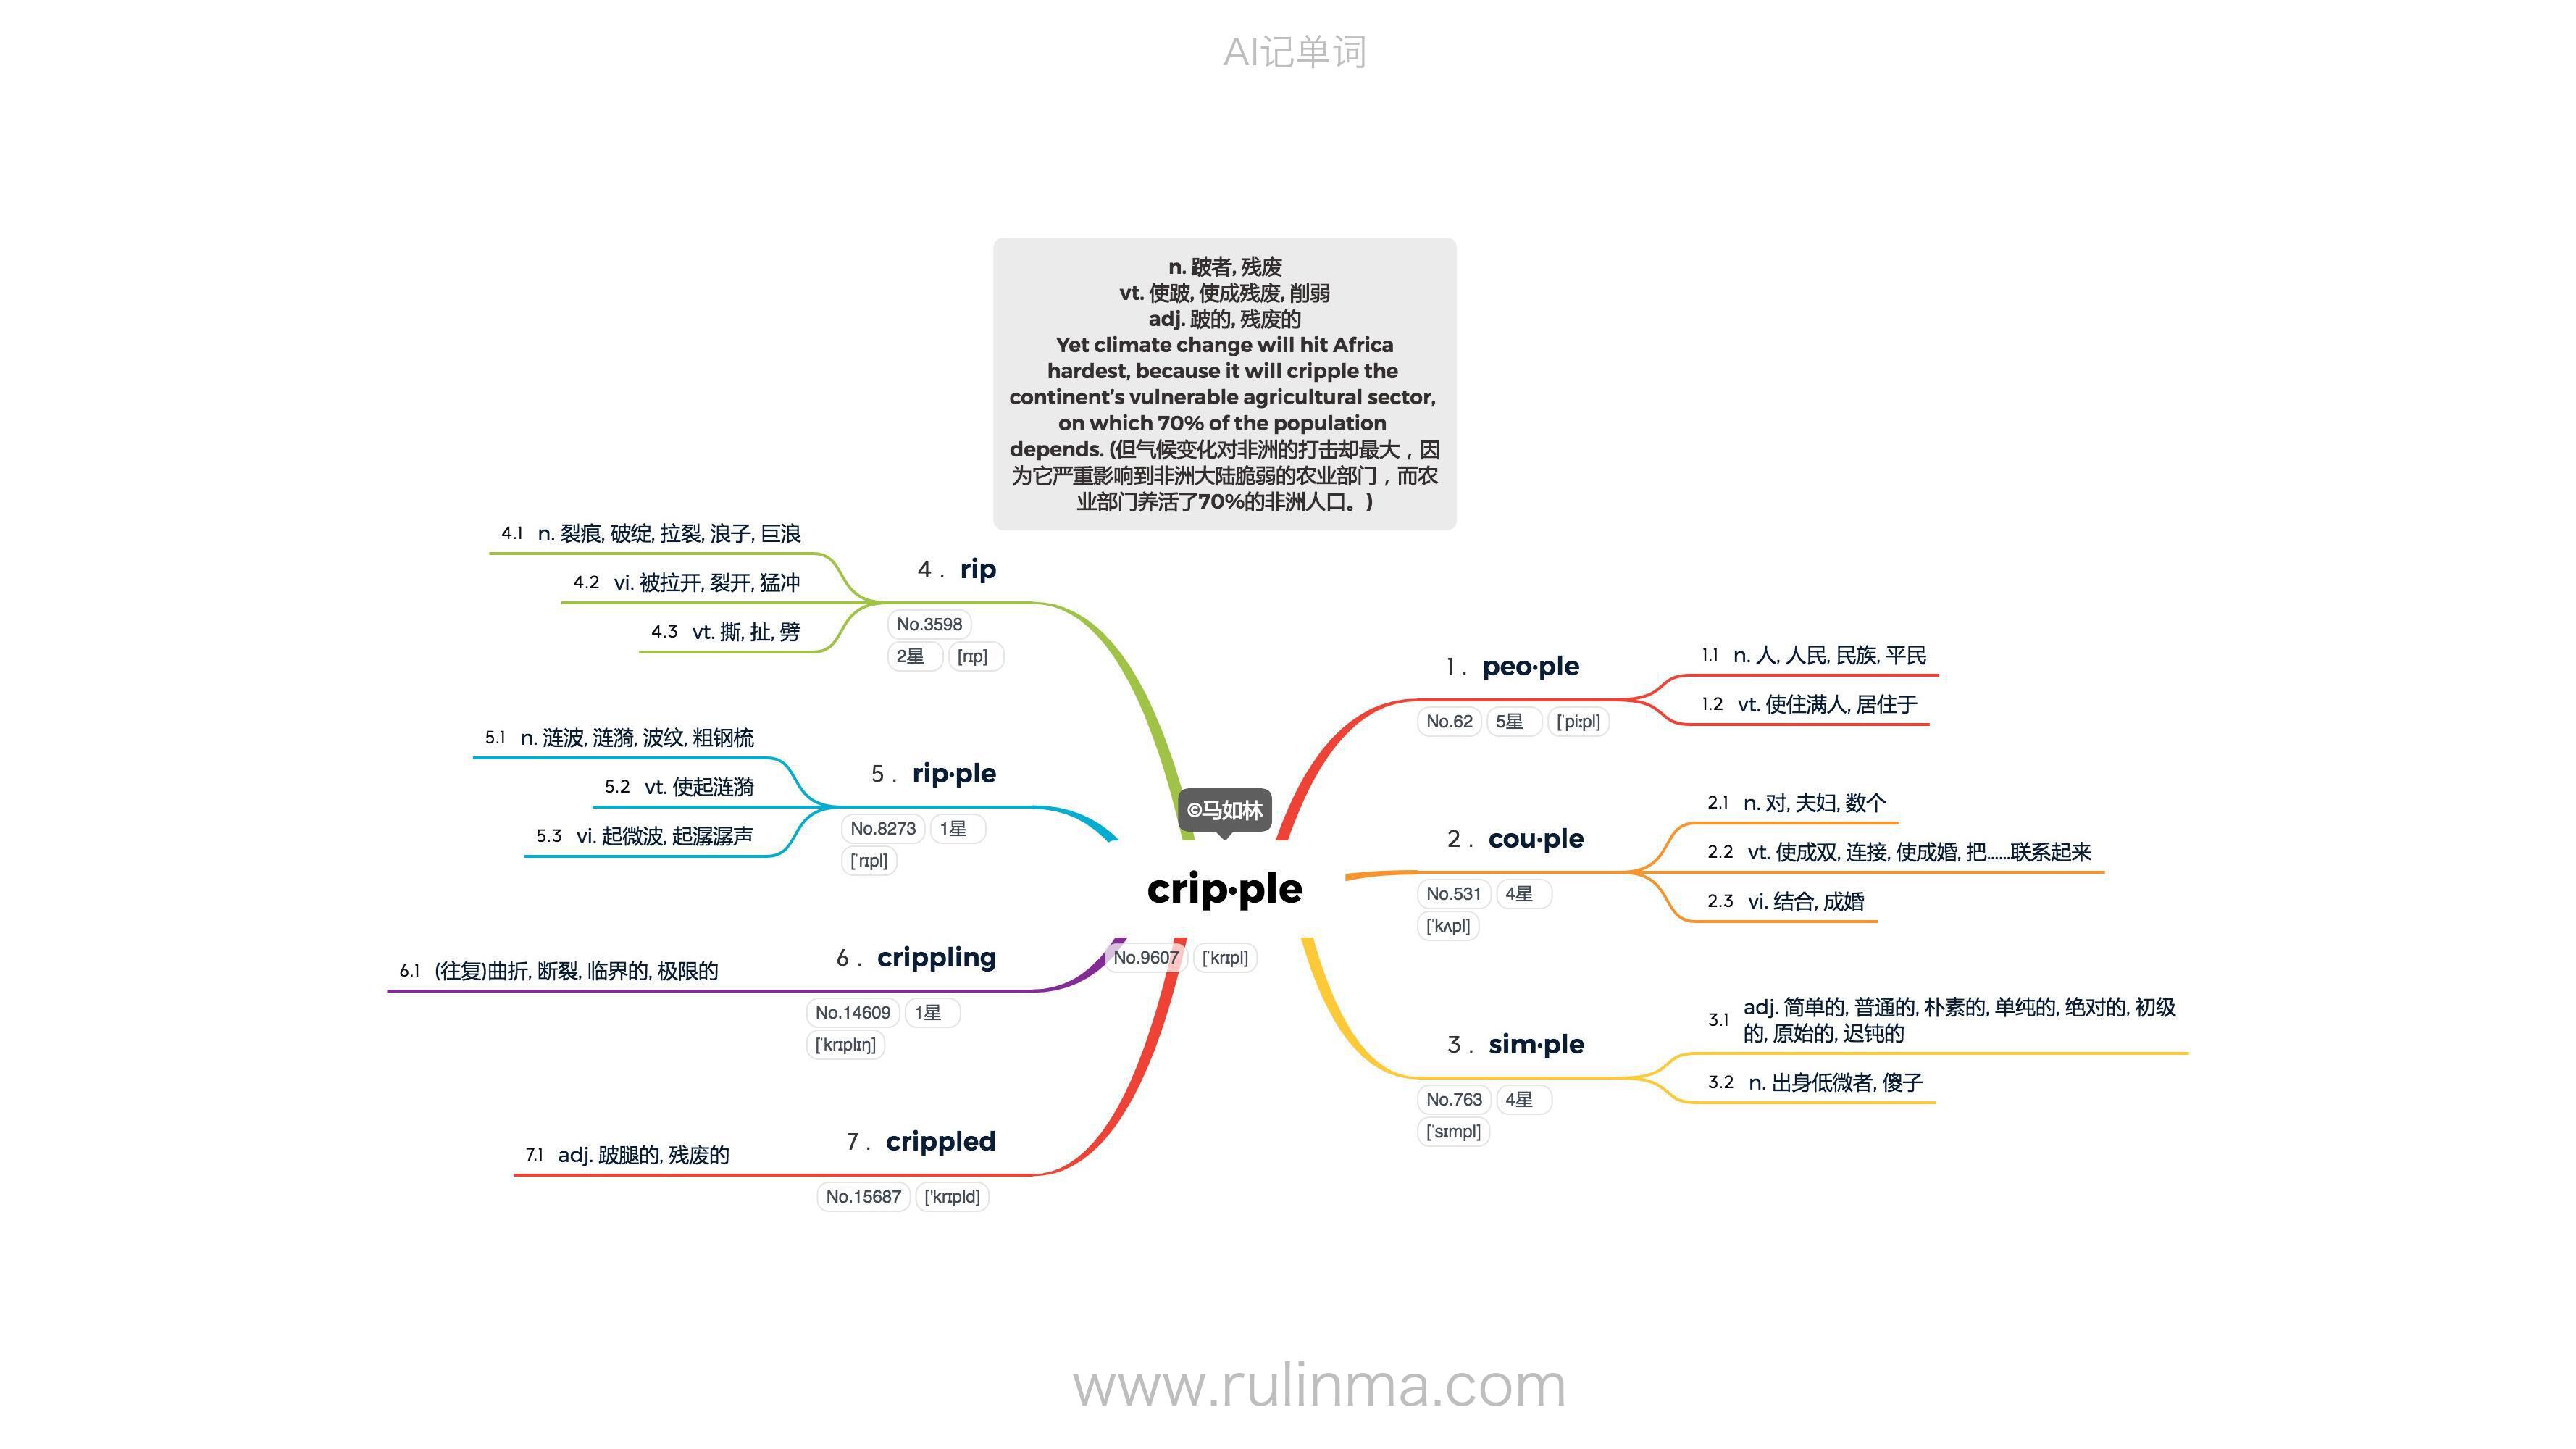 AI记单词
n. 跛者, 残废
vt. 使跛, 使成残废, 削弱
adj. 跛的, 残废的
Yet climate change will hit Africa
hardest, because it will cripple the
continent’s vulnerable agricultural sector,
on which 70% of the population
depends. (但气候变化对非洲的打击却最大，因
为它严重影响到非洲大陆脆弱的农业部门，而农
业部门养活了70%的非洲人口。)
©马如林
crip·ple
No.9607 [ˈkrɪpl]
1. peo·ple
No.62 5星 [ˈpiːpl]
1.1 n. 人, 人民, 民族, 平民
1.2 vt. 使住满人, 居住于
2. cou·ple
No.531 4星
[ˈkʌpl]
2.1 n. 对, 夫妇, 数个
2.2 vt. 使成双, 连接, 使成婚, 把……联系起来
2.3 vi. 结合, 成婚
3. sim·ple
No.763 4星
[ˈsɪmpl]
3.1 adj. 简单的, 普通的, 朴素的, 单纯的, 绝对的, 初级
的, 原始的, 迟钝的
3.2 n. 出身低微者, 傻子
4. rip
No.3598
2星 [rɪp]
4.1 n. 裂痕, 破绽, 拉裂, 浪子, 巨浪
4.2 vi. 被拉开, 裂开, 猛冲
4.3 vt. 撕, 扯, 劈
5. rip·ple
No.8273 1星
[ˈrɪpl]
5.1 n. 涟波, 涟漪, 波纹, 粗钢梳
5.2 vt. 使起涟漪
5.3 vi. 起微波, 起潺潺声
6. crippling
No.14609 1星
[ˈkrɪplɪŋ]
6.1 (往复)曲折, 断裂, 临界的, 极限的
7. crippled
No.15687 ['krɪpld]
7.1 adj. 跛腿的, 残废的
www.rulinma.com